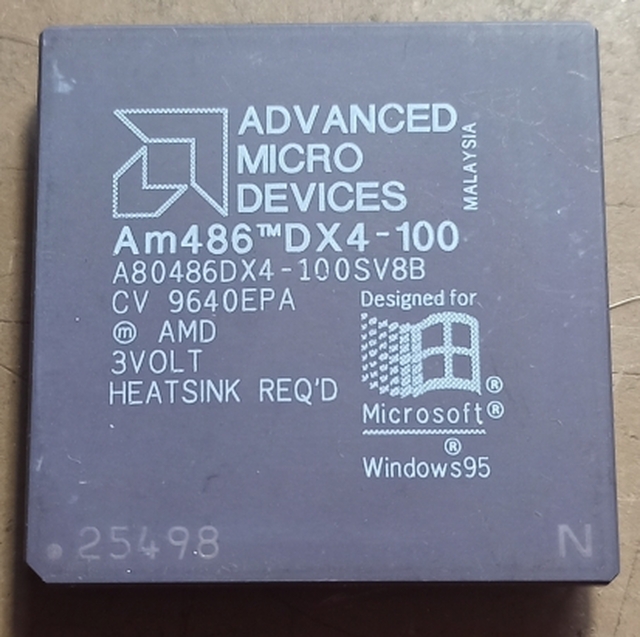 ADVANCED
MICRO
DEVICES
MALAYSIA
Am486™DX4-100
A80486DX4-100SV8B
CV 9640EPA
ⓜ AMD
3VOLT
HEATSINK REQ'D
Designed for
®
Microsoft®
®
Windows95
25498
N